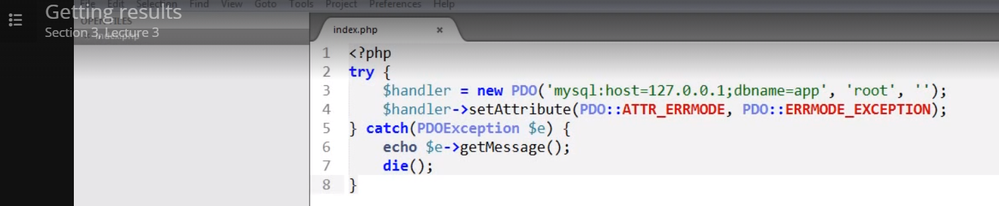 File Edit Selection Find View Goto Tools Project Preferences Help
Getting results
OPEN FILES
Section 3, Lecture 3
index.php
index.php ×
1 <?php
2 try {
3     $handler = new PDO('mysql:host=127.0.0.1;dbname=app', 'root', '');
4     $handler->setAttribute(PDO::ATTR_ERRMODE, PDO::ERRMODE_EXCEPTION);
5 } catch(PDOException $e) {
6     echo $e->getMessage();
7     die();
8 }